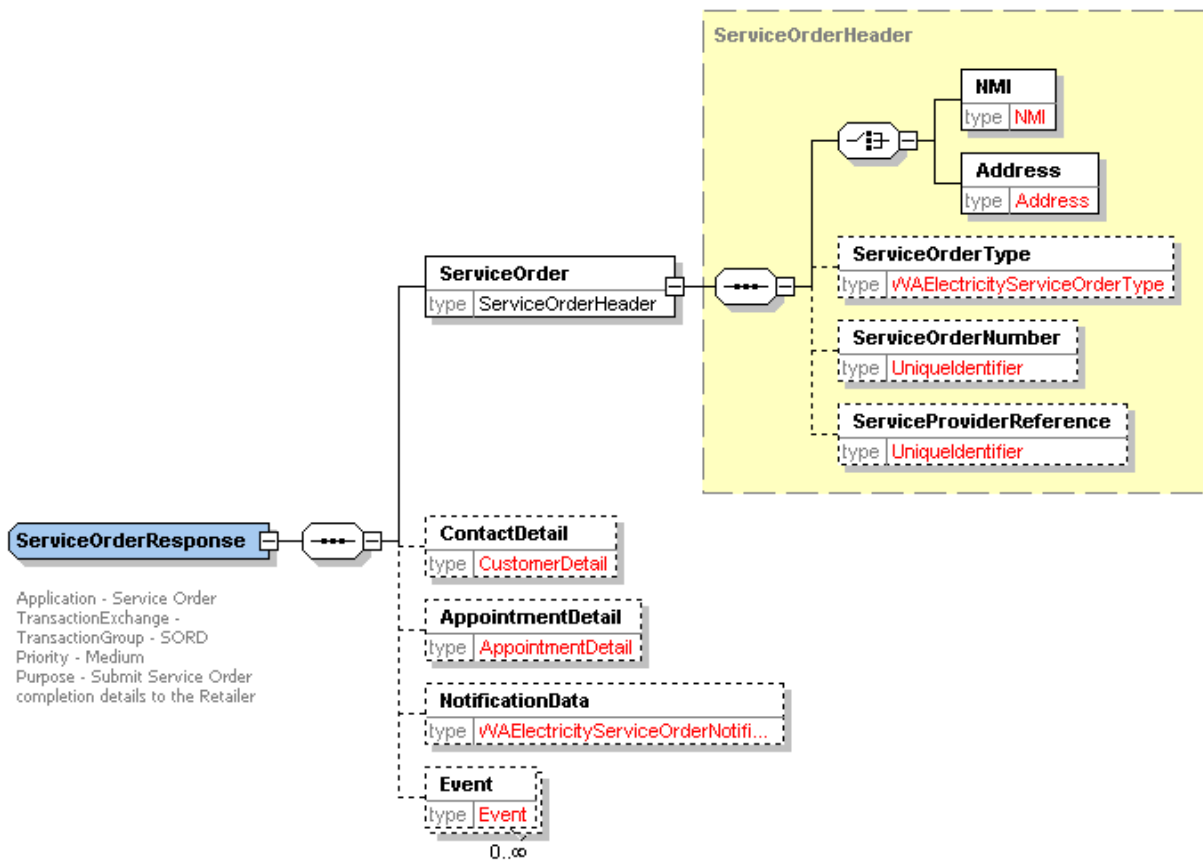 ServiceOrderHeader
NMI
type NMI
Address
type Address
ServiceOrderType
type WAElectricityServiceOrderType
ServiceOrder
type ServiceOrderHeader
ServiceOrderNumber
type UniqueIdentifier
ServiceProviderReference
type UniqueIdentifier
ServiceOrderResponse
Application - Service Order
TransactionExchange -
TransactionGroup - SORD
Priority - Medium
Purpose - Submit Service Order
completion details to the Retailer
ContactDetail
type CustomerDetail
AppointmentDetail
type AppointmentDetail
NotificationData
type WAElectricityServiceOrderNotifi...
Event
type Event
0..∞